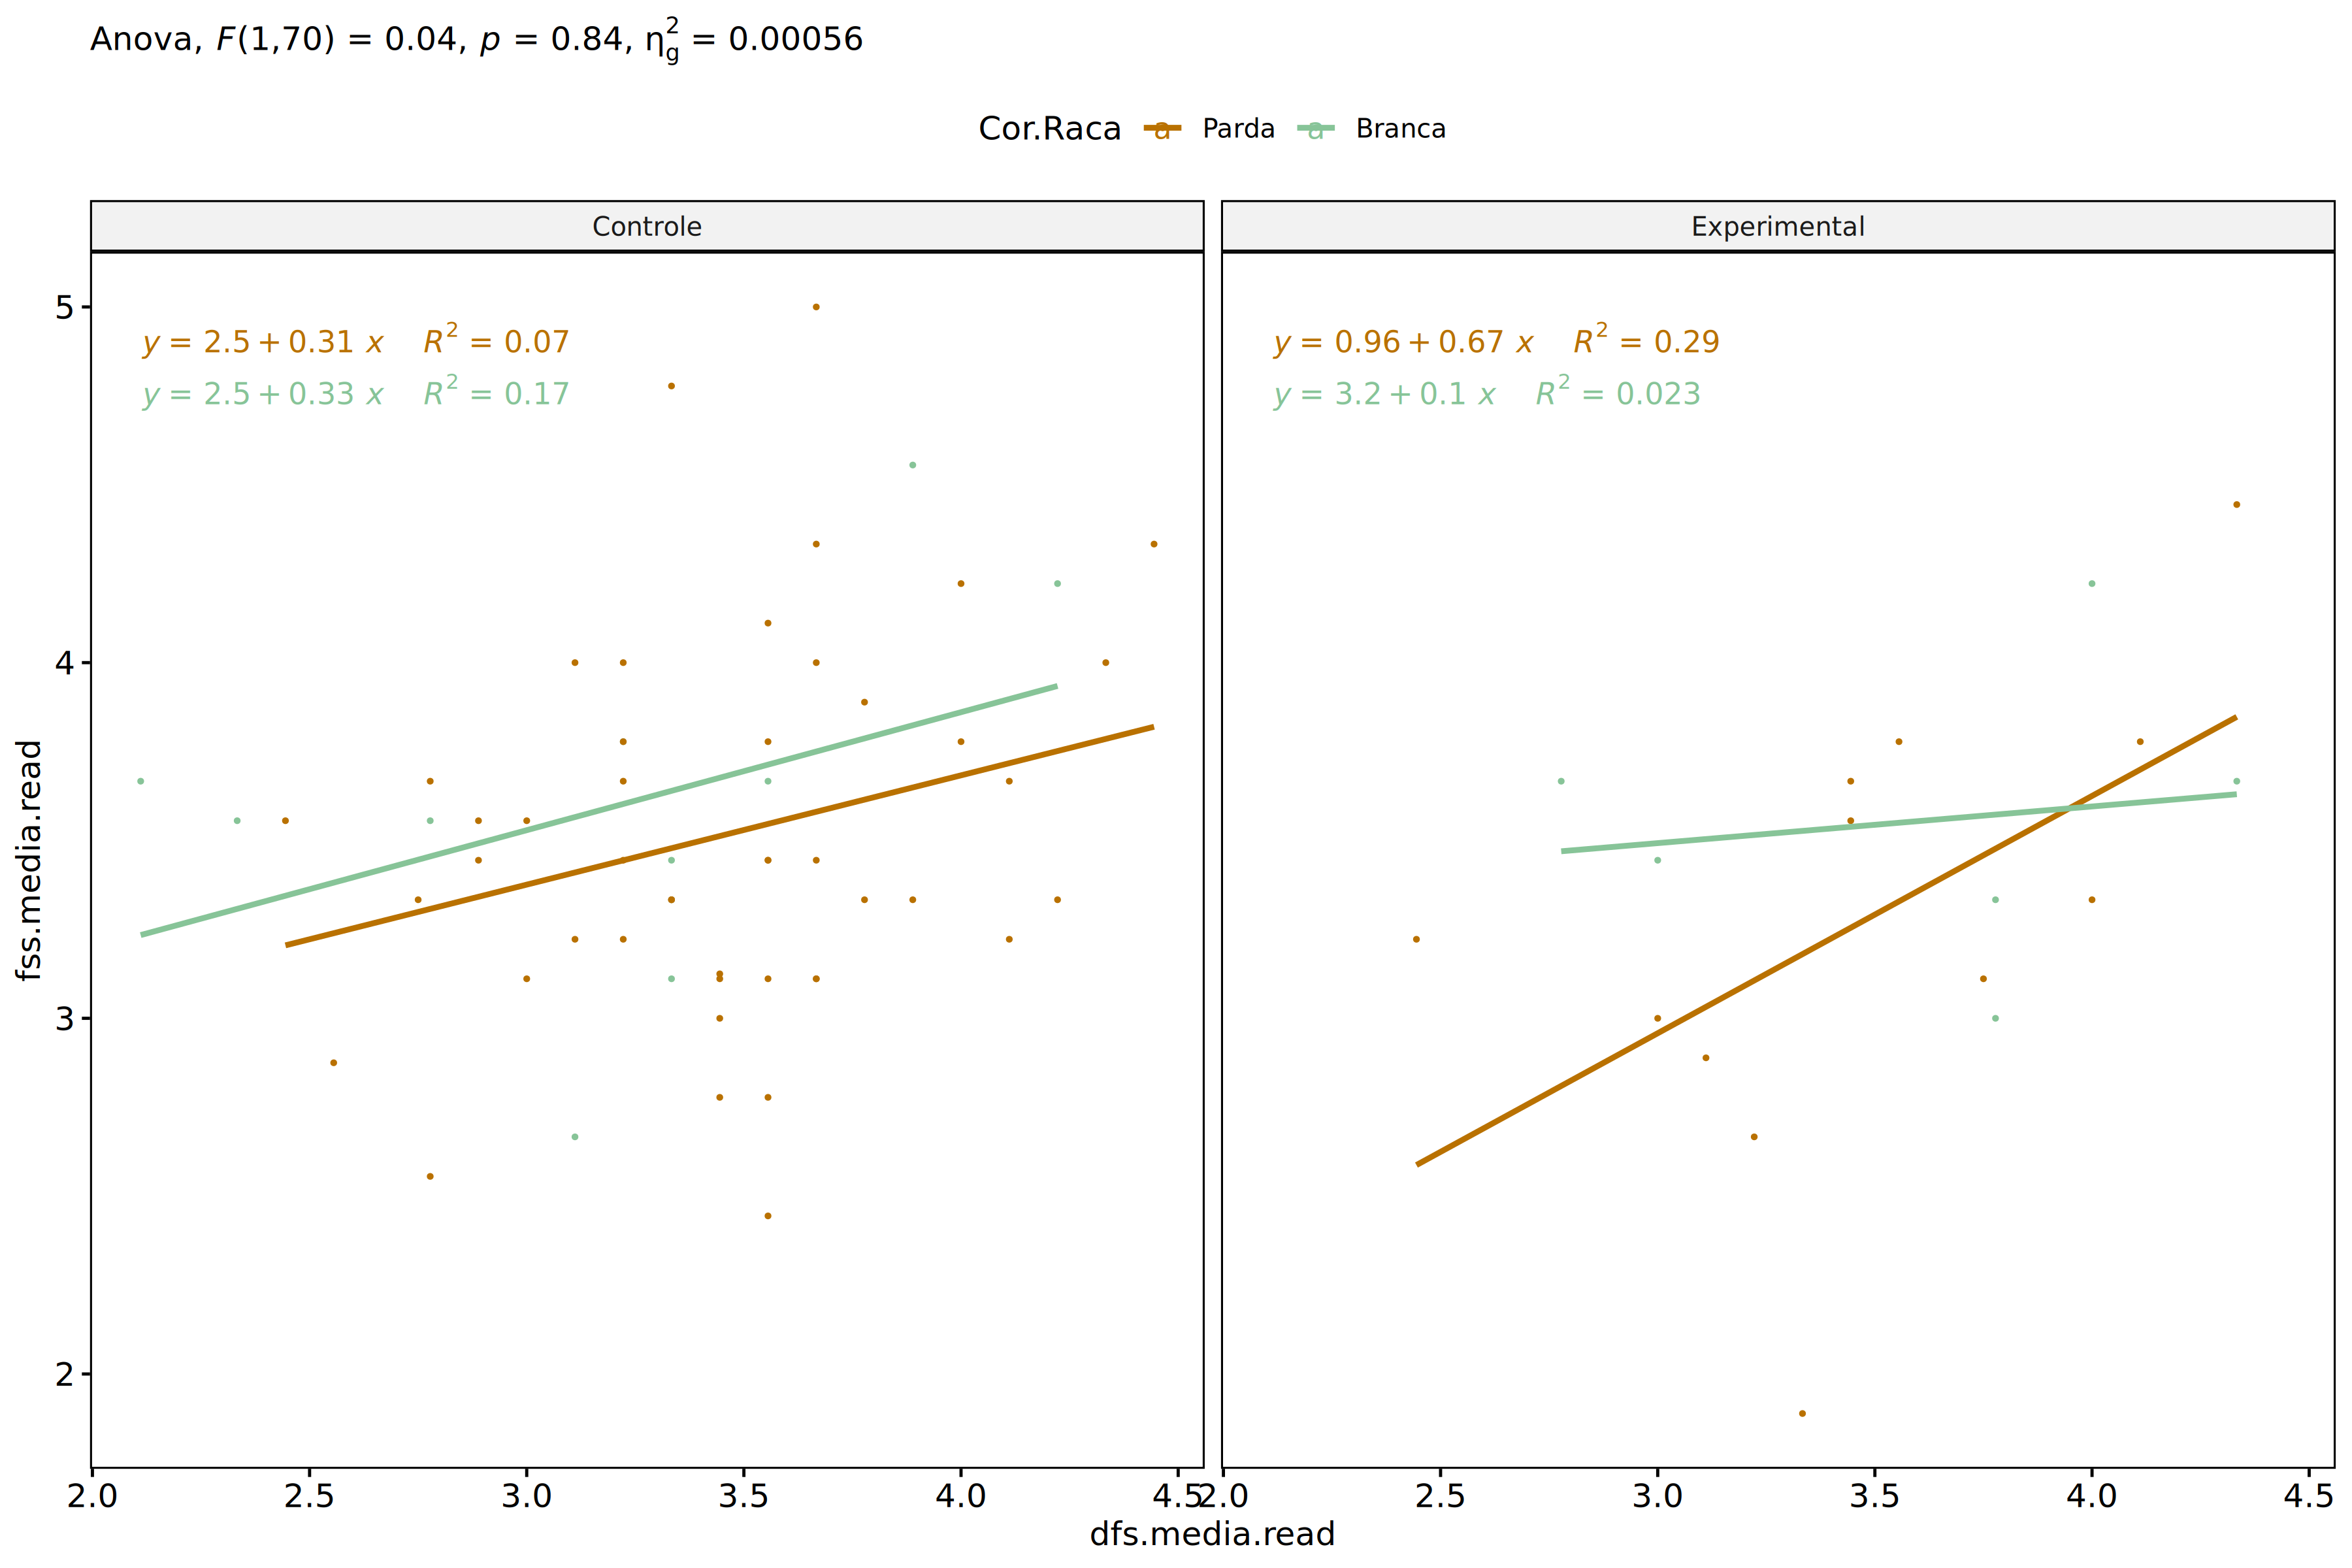 Anova, F(1,70) = 0.04, p = 0.84, η²g = 0.00056
Cor.Raca a Parda a Branca
Controle
Experimental
y = 2.5 + 0.31 x R² = 0.07
y = 2.5 + 0.33 x R² = 0.17
y = 0.96 + 0.67 x R² = 0.29
y = 3.2 + 0.1 x R² = 0.023
5
4
3
2
fss.media.read
2.0 2.5 3.0 3.5 4.0 4.5
2.0 2.5 3.0 3.5 4.0 4.5
dfs.media.read